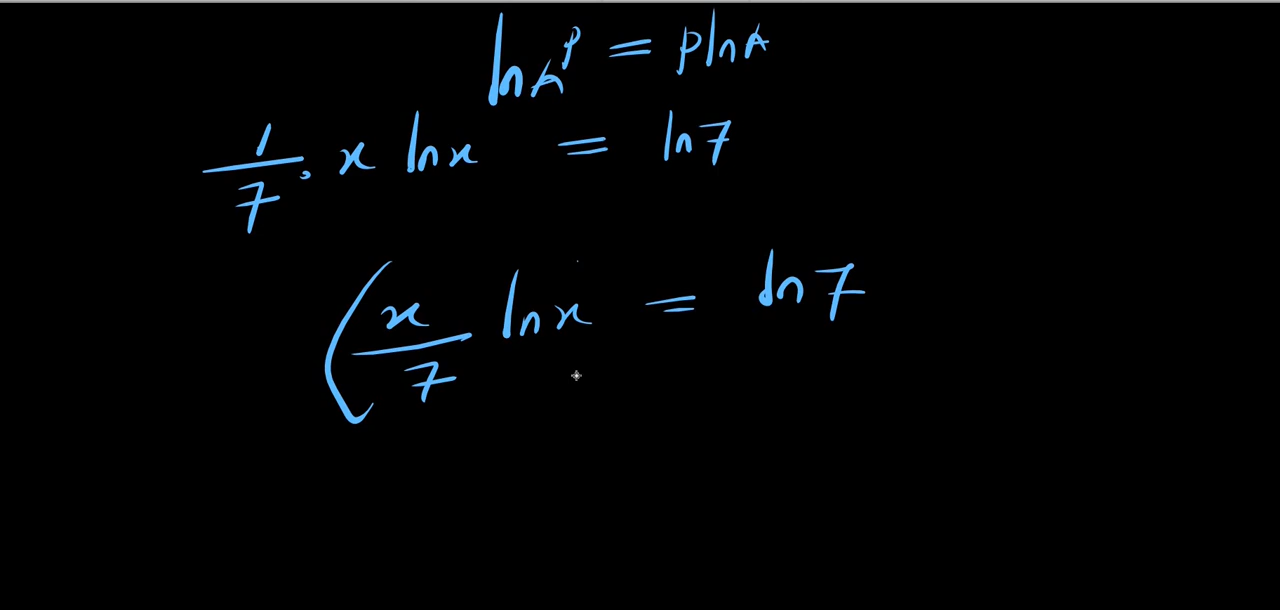 ln A^p = p ln A
1/7 · x ln x = ln 7
(x/7 ln x = ln 7